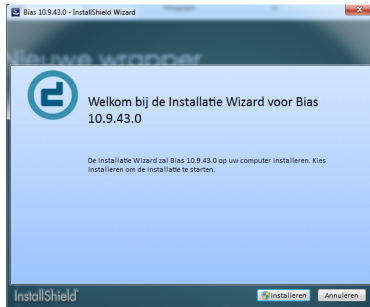 Bias 10.9.43.0 - InstallShield Wizard
Nieuwe wrapper
Welkom bij de Installatie Wizard voor Bias
10.9.43.0
De Installatie Wizard zal Bias 10.9.43.0 op uw computer installeren. Kies
Installeren om de installatie te starten.
InstallShield
Installeren
Annuleren